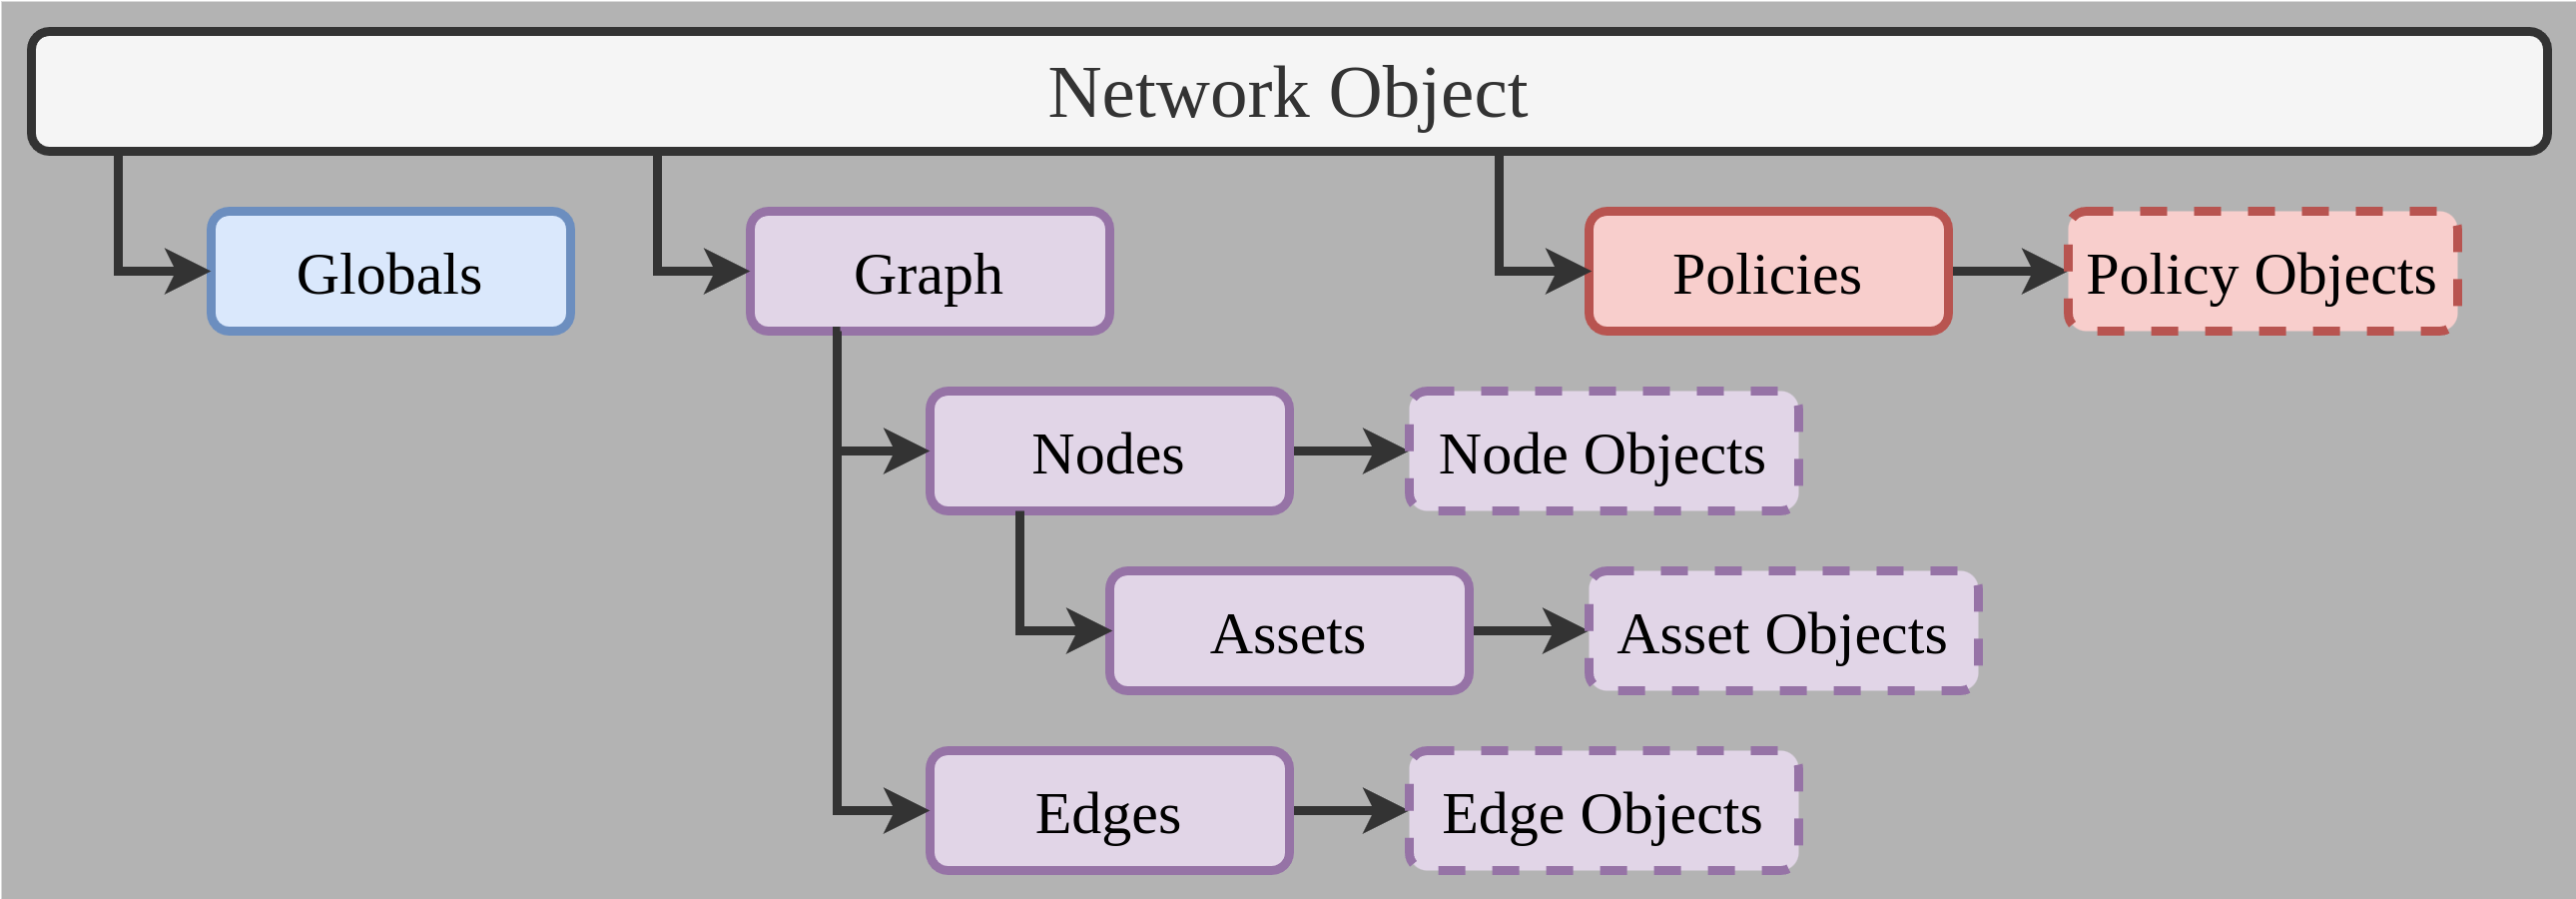 Network Object
Globals
Graph
Policies
Policy Objects
Nodes
Node Objects
Assets
Asset Objects
Edges
Edge Objects